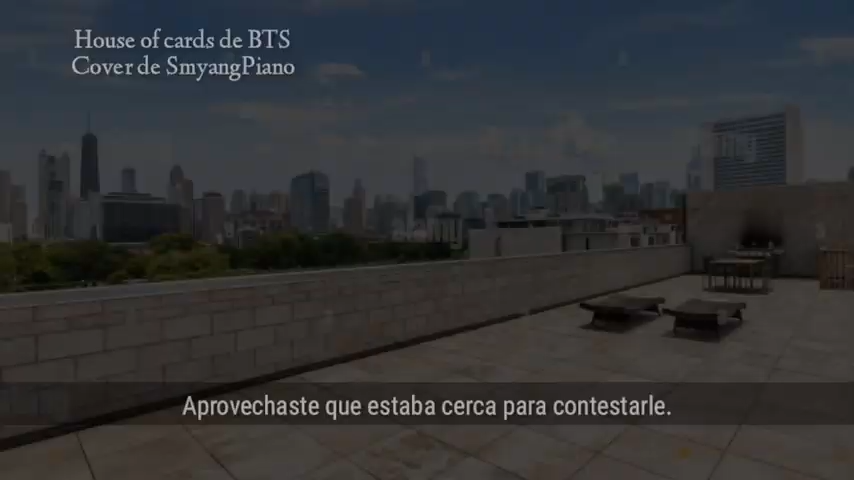 House of cards de BTS
Cover de SmyangPiano
Aprovechaste que estaba cerca para contestarle.